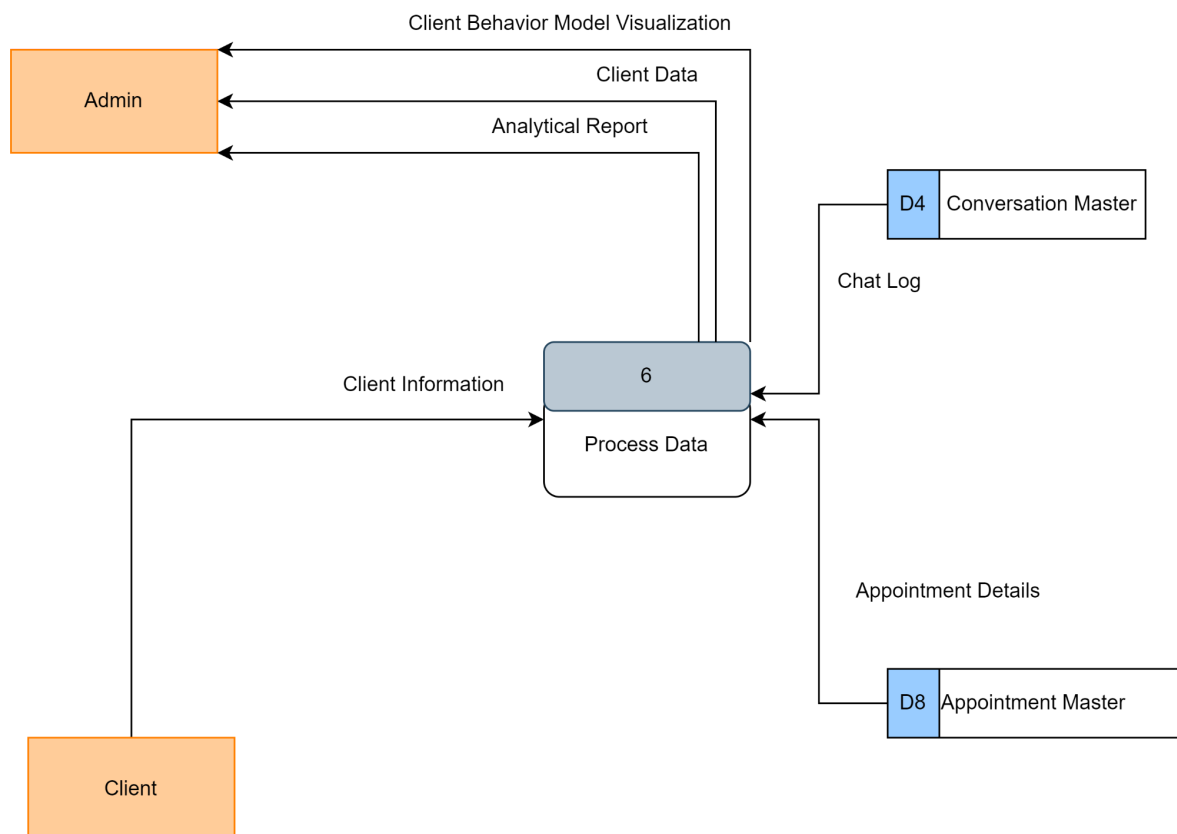 Client Behavior Model Visualization
Client Data
Admin
Analytical Report
D4 Conversation Master
Chat Log
6
Client Information
Process Data
Appointment Details
D8 Appointment Master
Client